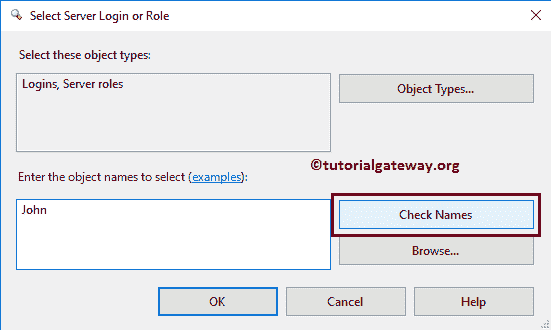 Select Server Login or Role
Select these object types:
Logins, Server roles
Object Types...
©tutorialgateway.org
Enter the object names to select (examples):
John
Check Names
Browse...
OK
Cancel
Help